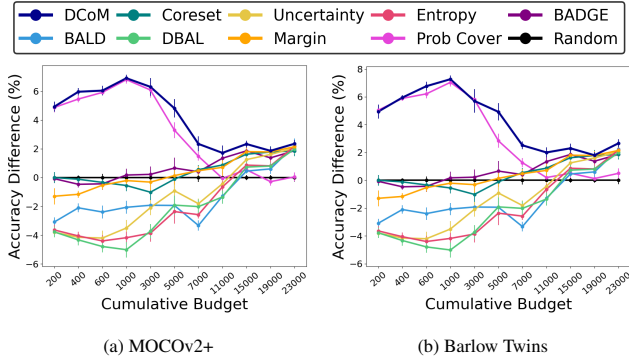 DCoM Coreset Uncertainty Entropy BADGE
BALD DBAL Margin Prob Cover Random
Accuracy Difference (%)
6
4
2
0
−2
−4
−6
200 400 600 1000 3000 5000 7000 11000 15000 19000 23000
Cumulative Budget
(a) MOCOv2+
Accuracy Difference (%)
8
6
4
2
0
−2
−4
−6
200 400 600 1000 3000 5000 7000 11000 15000 19000 23000
Cumulative Budget
(b) Barlow Twins